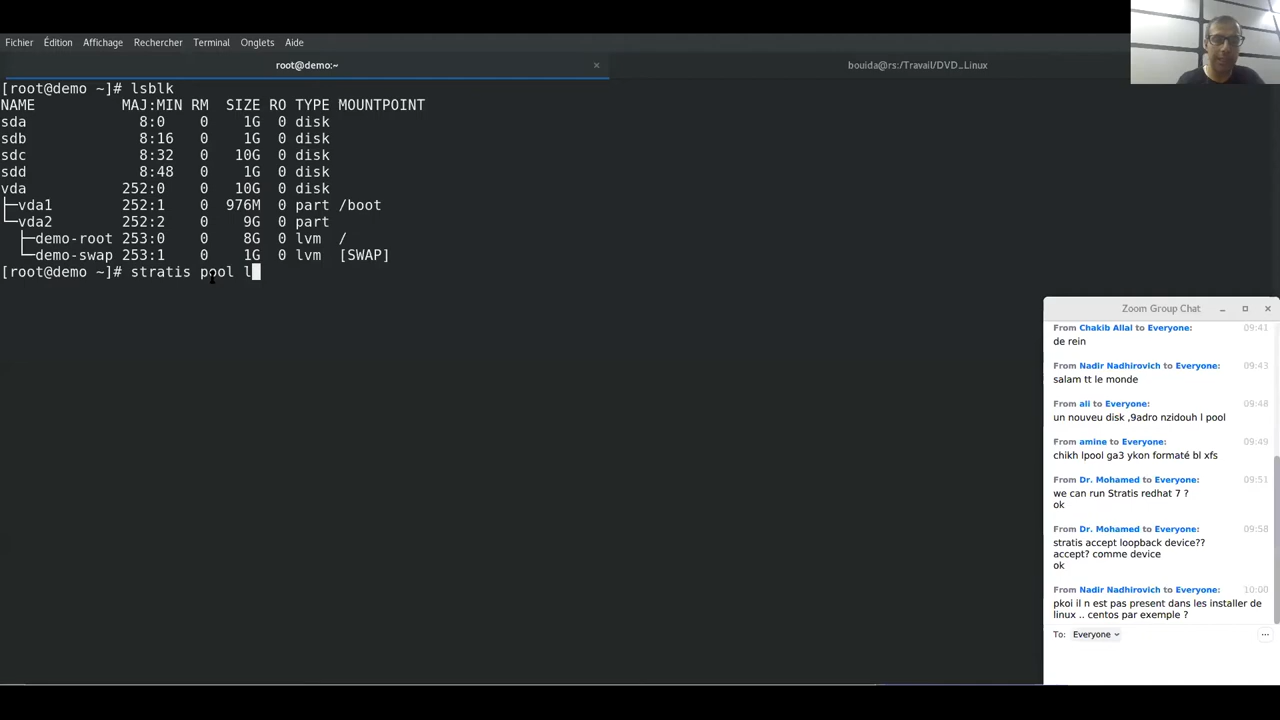 Fichier Édition Affichage Rechercher Terminal Onglets Aide
root@demo:~ ×
bouida@rs:/Travail/DVD_Linux
[root@demo ~]# lsblk
NAME MAJ:MIN RM SIZE RO TYPE MOUNTPOINT
sda 8:0 0 1G 0 disk
sdb 8:16 0 1G 0 disk
sdc 8:32 0 10G 0 disk
sdd 8:48 0 1G 0 disk
vda 252:0 0 10G 0 disk
├─vda1 252:1 0 976M 0 part /boot
└─vda2 252:2 0 9G 0 part
├─demo-root 253:0 0 8G 0 lvm /
└─demo-swap 253:1 0 1G 0 lvm [SWAP]
[root@demo ~]# stratis pool l
Zoom Group Chat
From Chakib Allal to Everyone: 09:41
de rein
From Nadir Nadhirovich to Everyone: 09:43
salam tt le monde
From ali to Everyone: 09:48
un nouveu disk ,9adro nzidouh l pool
From amine to Everyone: 09:49
chikh lpool ga3 ykon formaté bl xfs
From Dr. Mohamed to Everyone: 09:51
we can run Stratis redhat 7 ?
ok
From Dr. Mohamed to Everyone: 09:58
stratis accept loopback device??
accept? comme device
ok
From Nadir Nadhirovich to Everyone: 10:00
pkoi il n est pas present dans les installer de
linux .. centos par exemple ?
To: Everyone